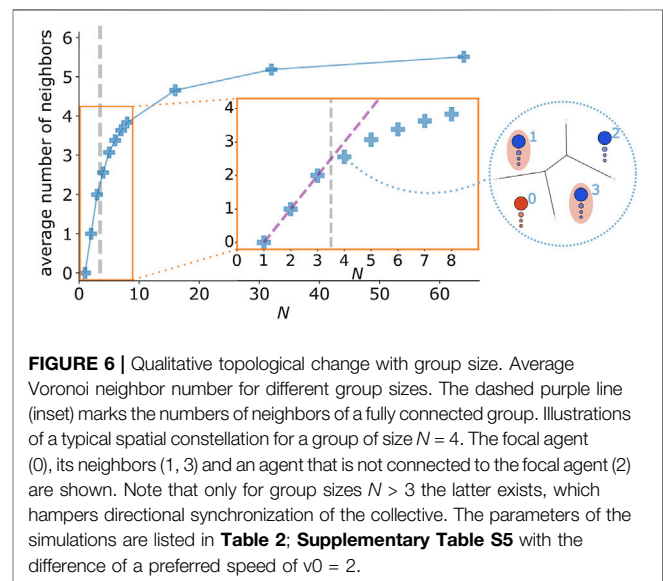 average number of neighbors
6
5
4
3
2
1
0
0 10 20 30 40 50 60
N
4
3
2
1
0
0 1 2 3 4 5 6 7 8
N
1
2
0
3
FIGURE 6 | Qualitative topological change with group size. Average
Voronoi neighbor number for different group sizes. The dashed purple line
(inset) marks the numbers of neighbors of a fully connected group. Illustrations
of a typical spatial constellation for a group of size N = 4. The focal agent
(0), its neighbors (1, 3) and an agent that is not connected to the focal agent (2)
are shown. Note that only for group sizes N > 3 the latter exists, which
hampers directional synchronization of the collective. The parameters of the
simulations are listed in Table 2; Supplementary Table S5 with the
difference of a preferred speed of v0 = 2.